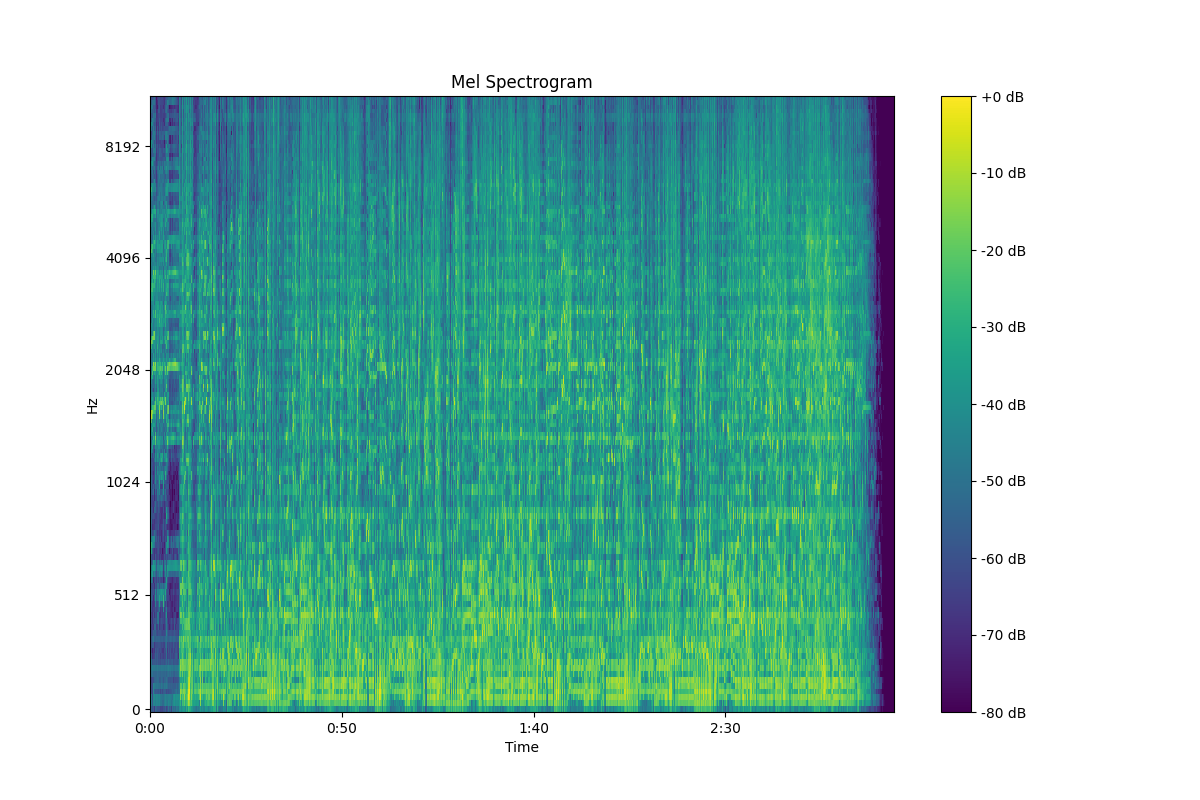 Mel Spectrogram
+0 dB
8192
-10 dB
-20 dB
4096
-30 dB
2048
-40 dB
Hz
1024
-50 dB
-60 dB
512
-70 dB
0
-80 dB
0:00 0:50 1:40 2:30
Time